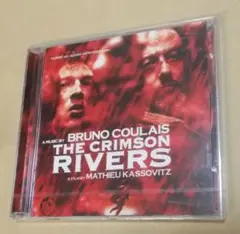 A MUSIC BY BRUNO COULAIS
THE CRIMSON
RIVERS
A FILM BY MATHIEU KASSOVITZ